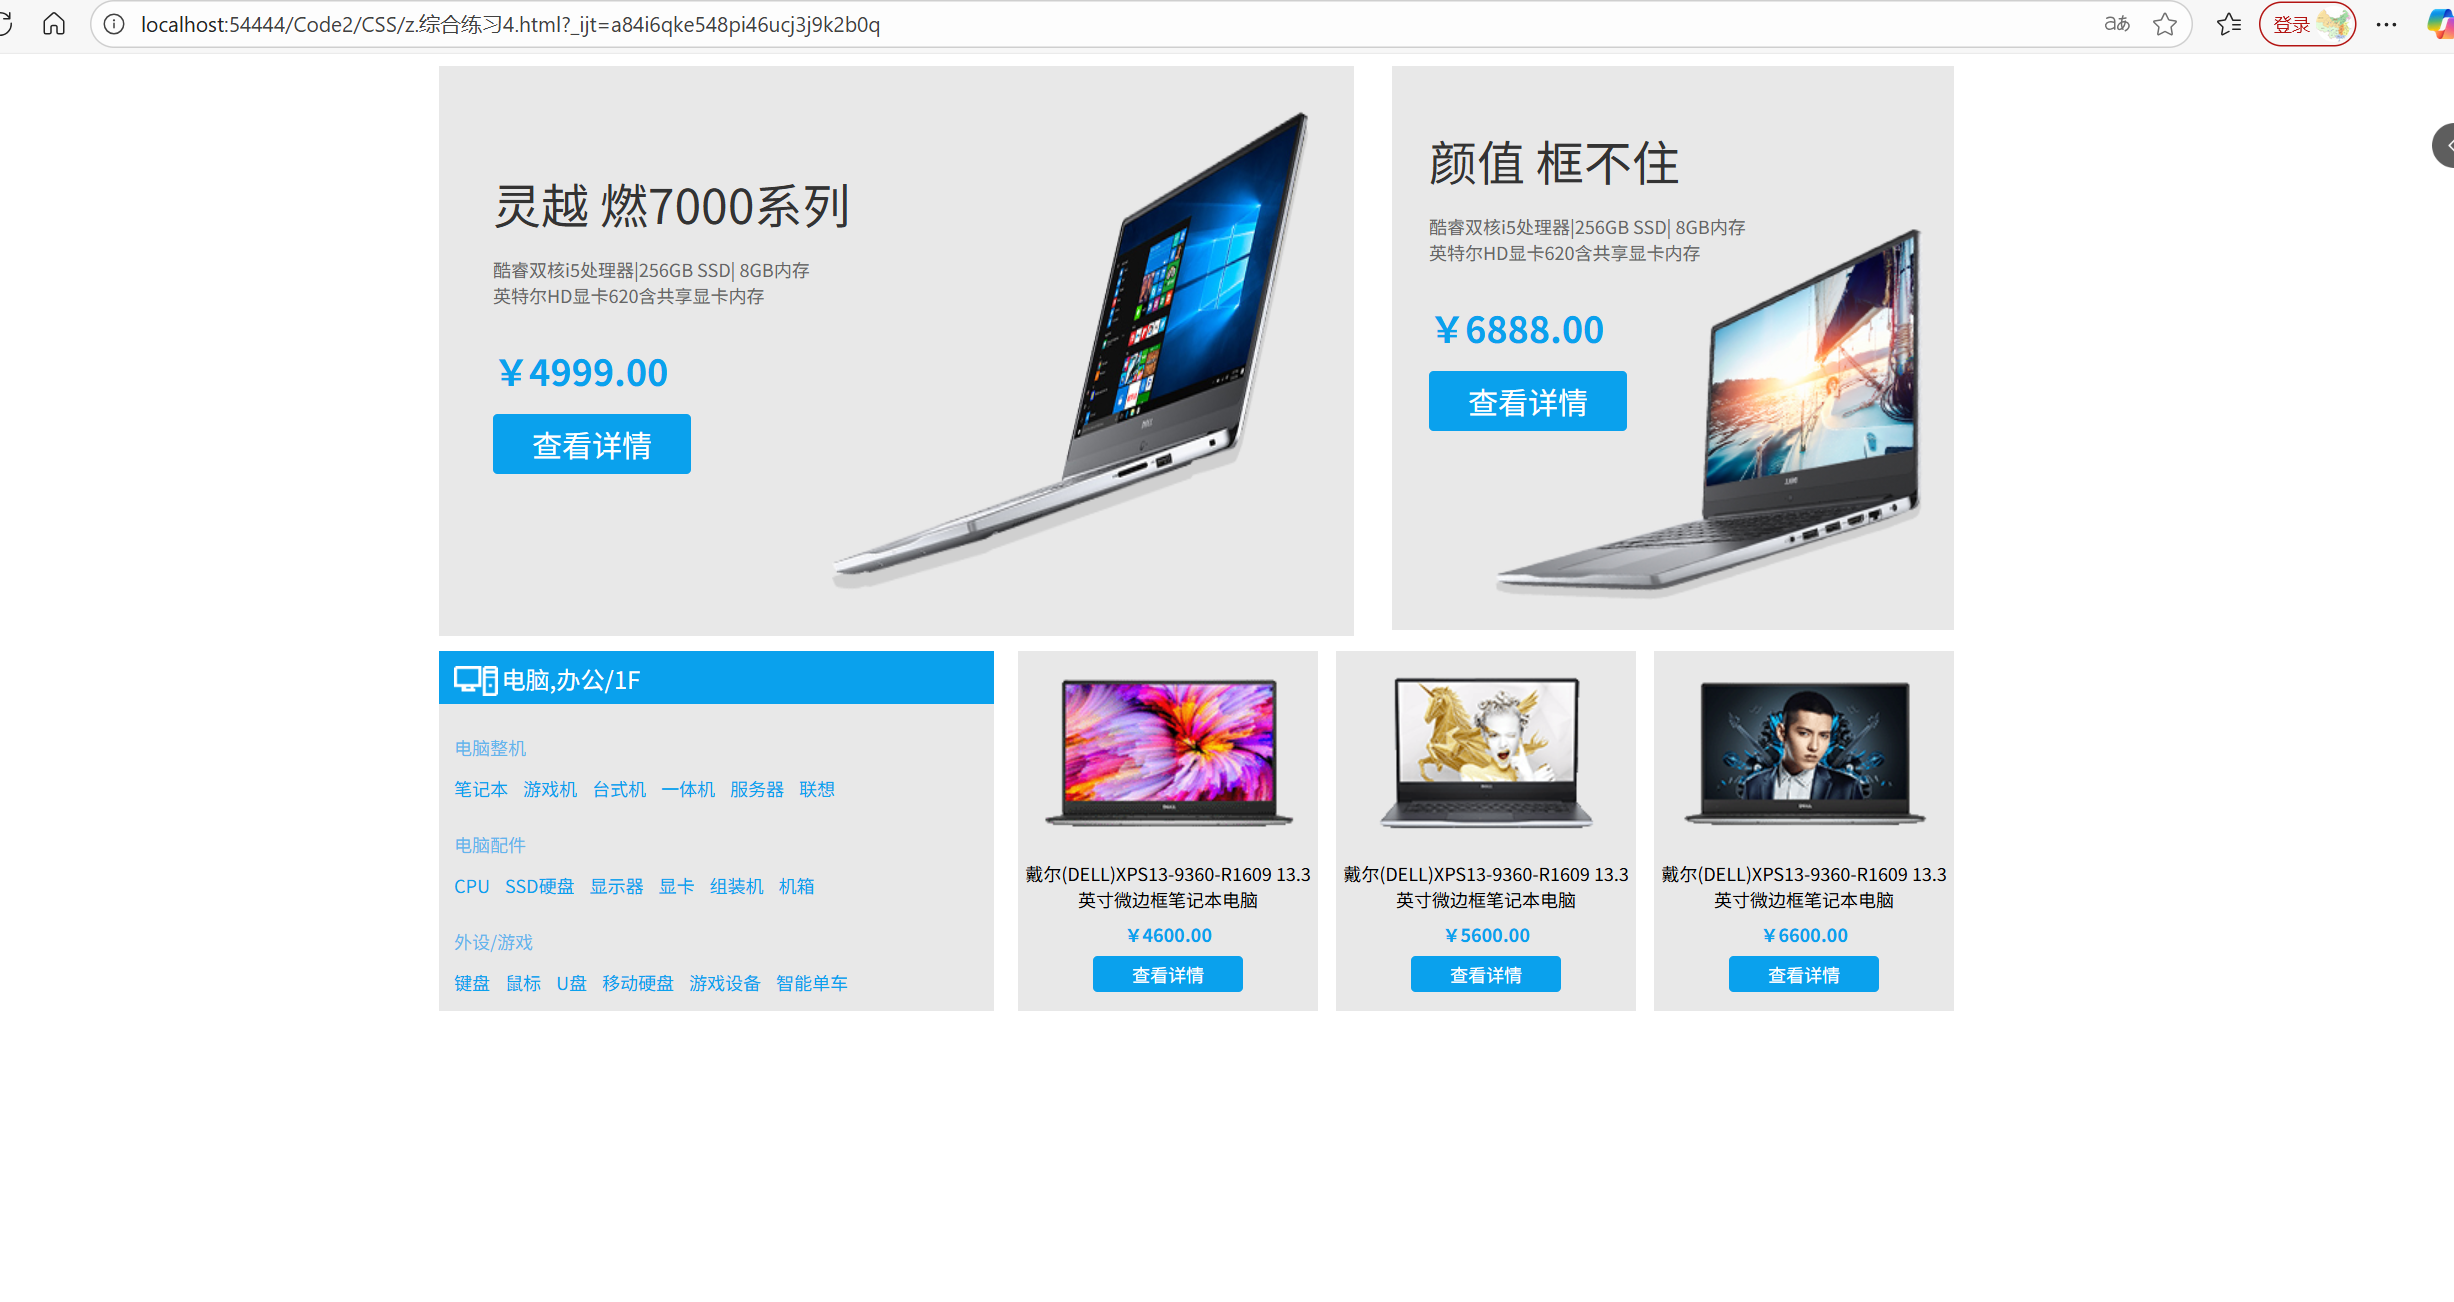 localhost:54444/Code2/CSS/z.综合练习4.html?_ijt=a84i6qke548pi46ucj3j9k2b0q
aあ
登录
灵越 燃7000系列
酷睿双核i5处理器|256GB SSD| 8GB内存
英特尔HD显卡620含共享显卡内存
￥4999.00
查看详情
颜值 框不住
酷睿双核i5处理器|256GB SSD| 8GB内存
英特尔HD显卡620含共享显卡内存
￥6888.00
查看详情
电脑,办公/1F
电脑整机
笔记本 游戏机 台式机 一体机 服务器 联想
电脑配件
CPU SSD硬盘 显示器 显卡 组装机 机箱
外设/游戏
键盘 鼠标 U盘 移动硬盘 游戏设备 智能单车
戴尔(DELL)XPS13-9360-R1609 13.3
英寸微边框笔记本电脑
￥4600.00
查看详情
戴尔(DELL)XPS13-9360-R1609 13.3
英寸微边框笔记本电脑
￥5600.00
查看详情
戴尔(DELL)XPS13-9360-R1609 13.3
英寸微边框笔记本电脑
￥6600.00
查看详情